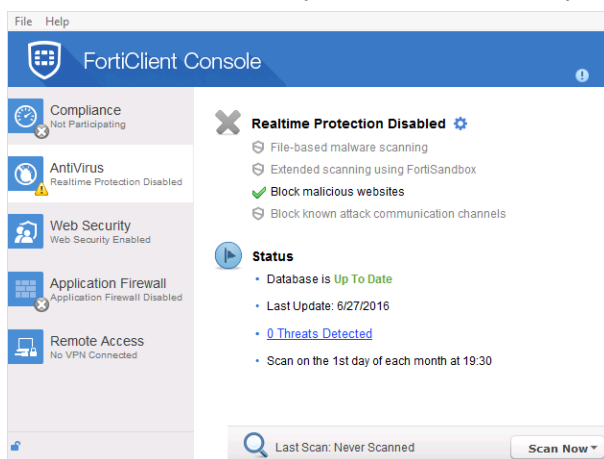 File Help
FortiClient Console
Compliance
Not Participating
AntiVirus
Realtime Protection Disabled
Web Security
Web Security Enabled
Application Firewall
Application Firewall Disabled
Remote Access
No VPN Connected
Realtime Protection Disabled
File-based malware scanning
Extended scanning using FortiSandbox
Block malicious websites
Block known attack communication channels
Status
Database is Up To Date
Last Update: 6/27/2016
0 Threats Detected
Scan on the 1st day of each month at 19:30
Last Scan: Never Scanned
Scan Now